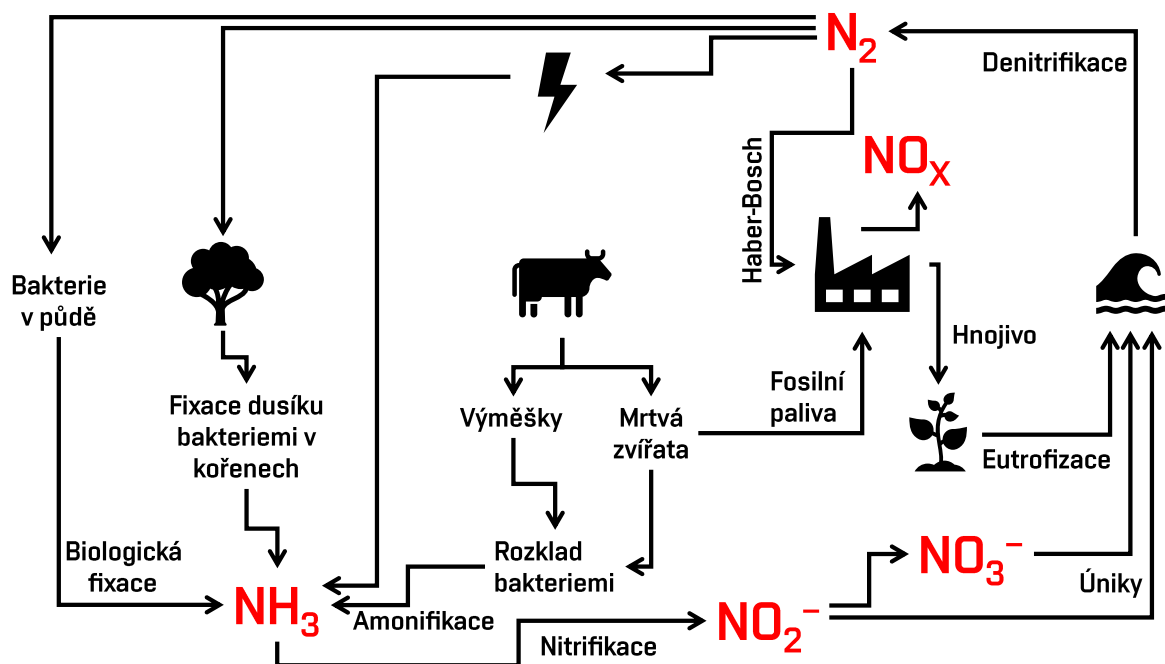 N₂
Denitrifikace
Haber-Bosch
NOₓ
Bakterie
v půdě
Hnojivo
Fosilní
paliva
Fixace dusíku
bakteriemi v
kořenech
Výměšky
Mrtvá
zvířata
Eutrofizace
Biologická
fixace
Rozklad
bakteriemi
NO₃⁻
Úniky
NH₃
Amonifikace
NO₂⁻
Nitrifikace